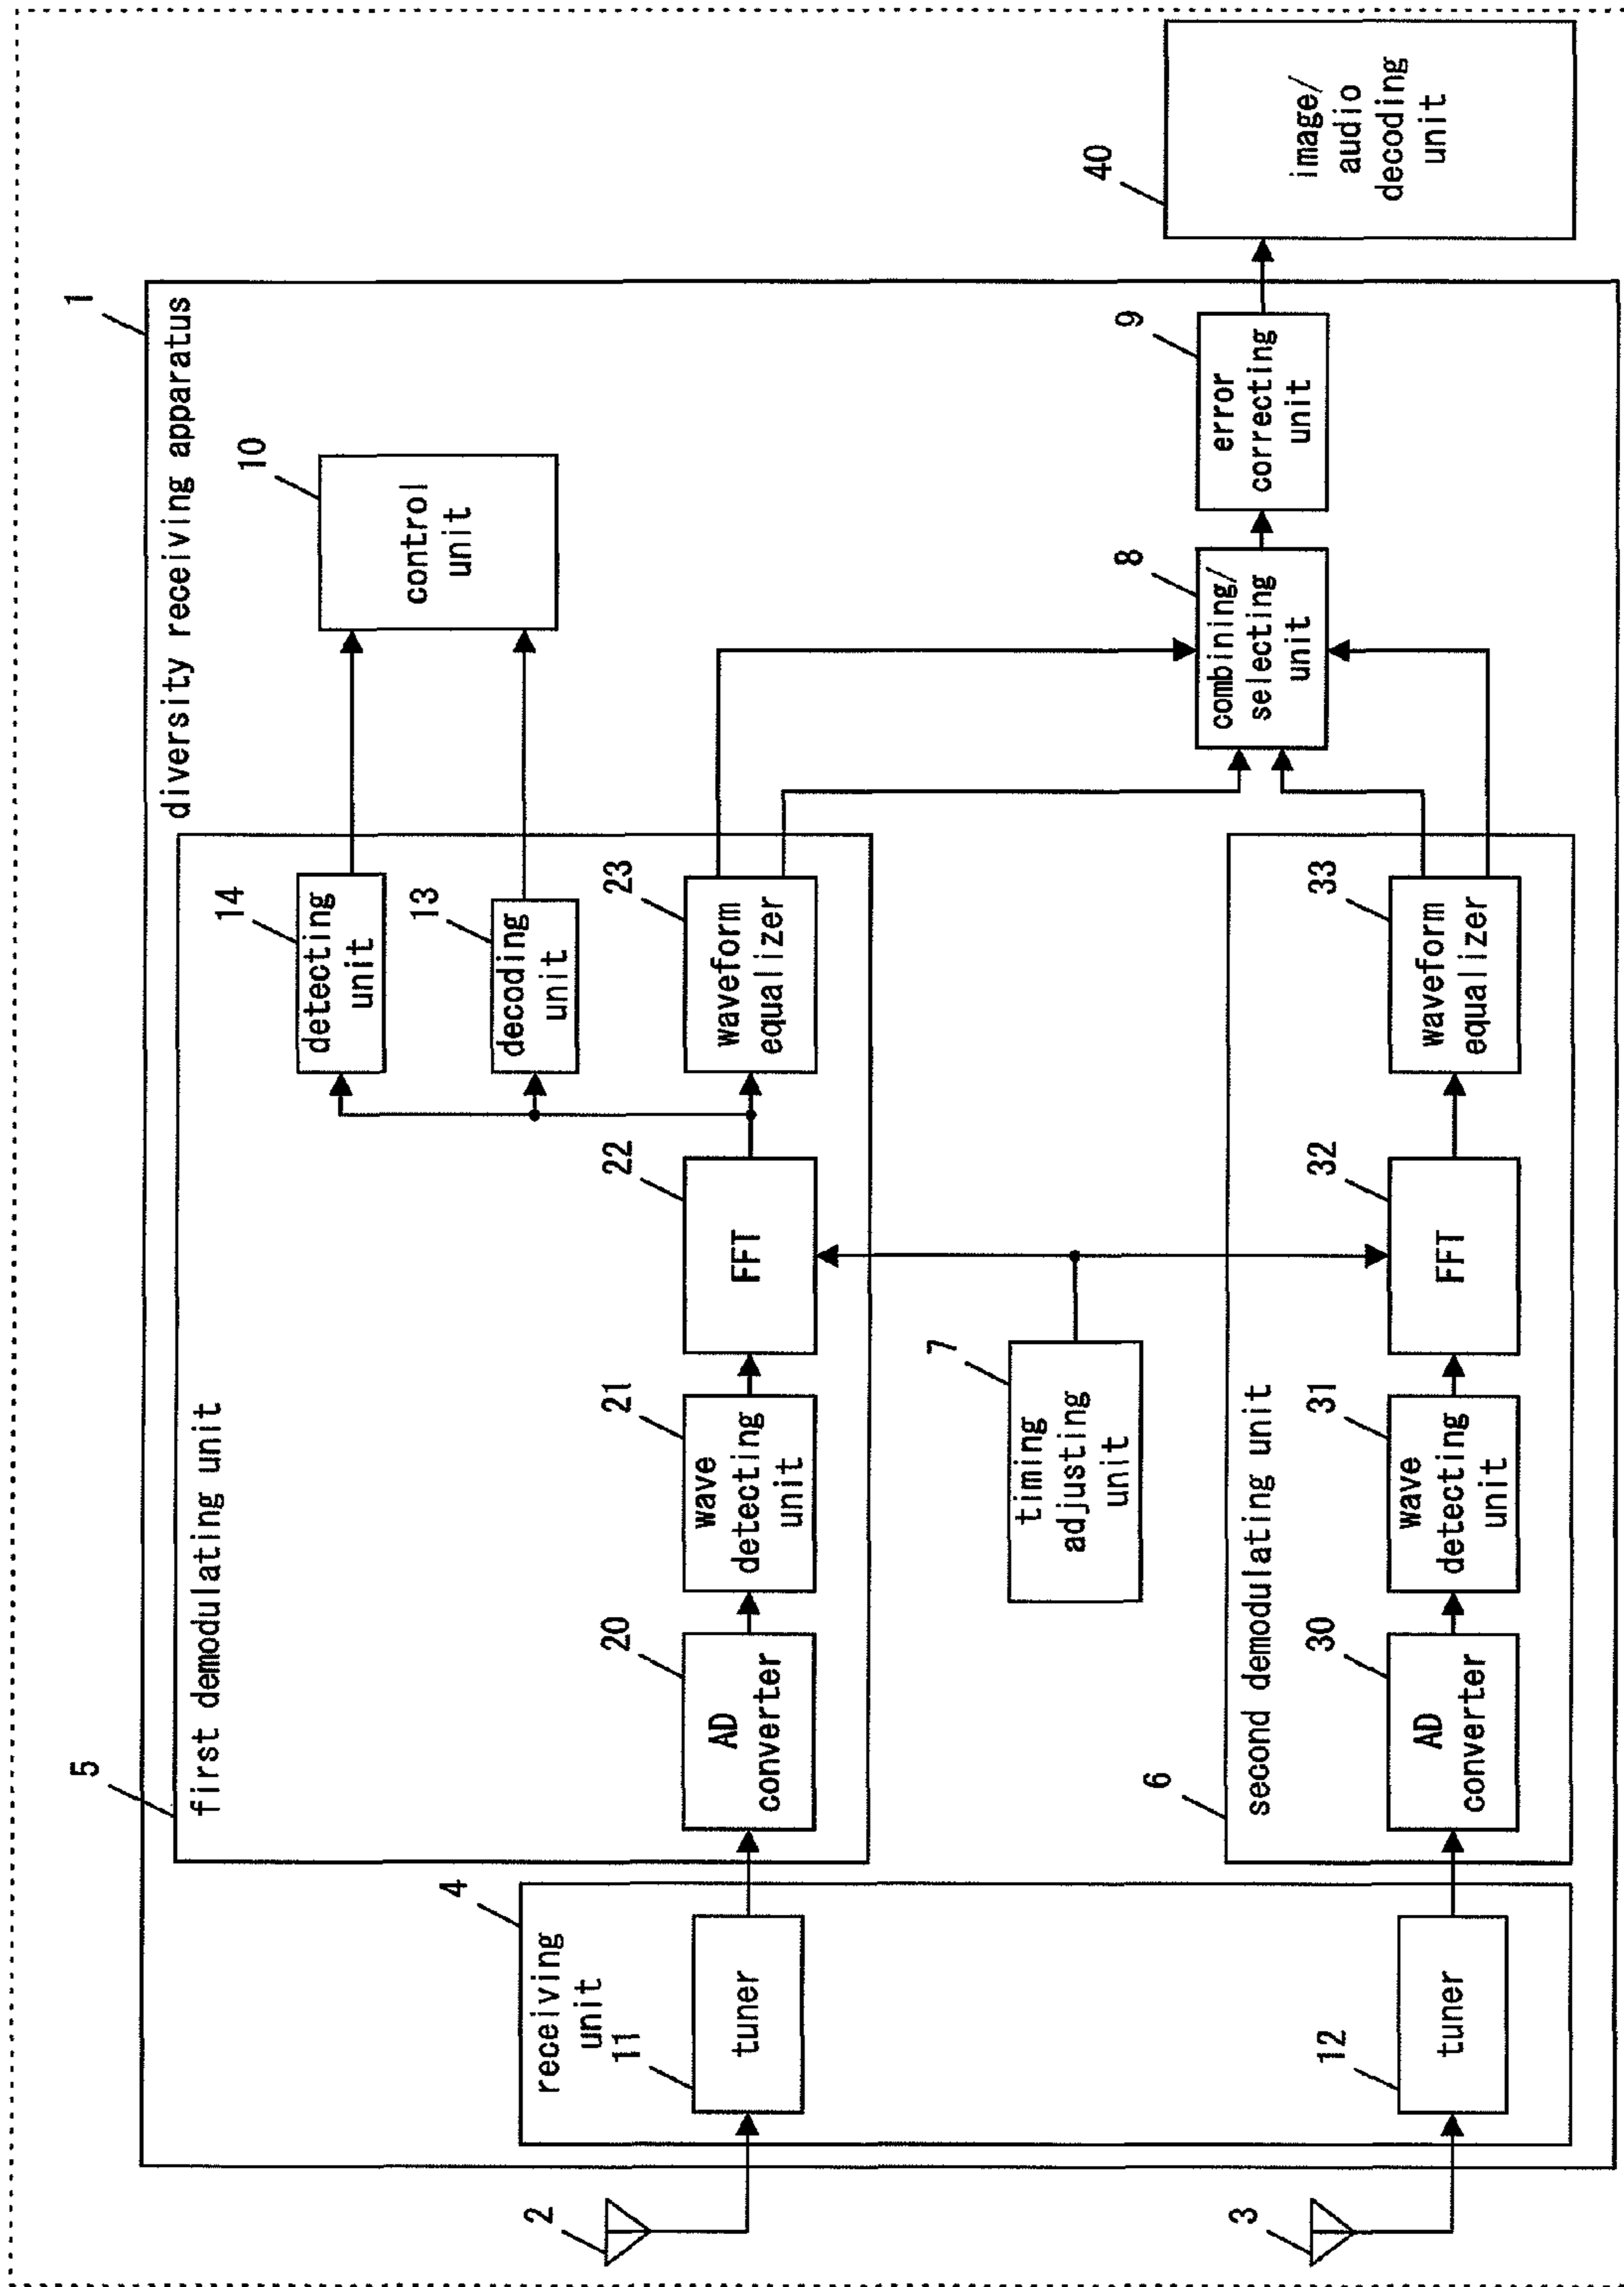 1
diversity receiving apparatus
5
first demodulating unit
14
detecting
unit
10
control
unit
13
decoding
unit
4
receiving
unit
11
tuner
2
20
AD
converter
21
wave
detecting
unit
22
FFT
23
waveform
equalizer
7
timing
adjusting
unit
8
combining/
selecting
unit
9
error
correcting
unit
40
image/
audio
decoding
unit
6
second demodulating unit
3
12
tuner
30
AD
converter
31
wave
detecting
unit
32
FFT
33
waveform
equalizer